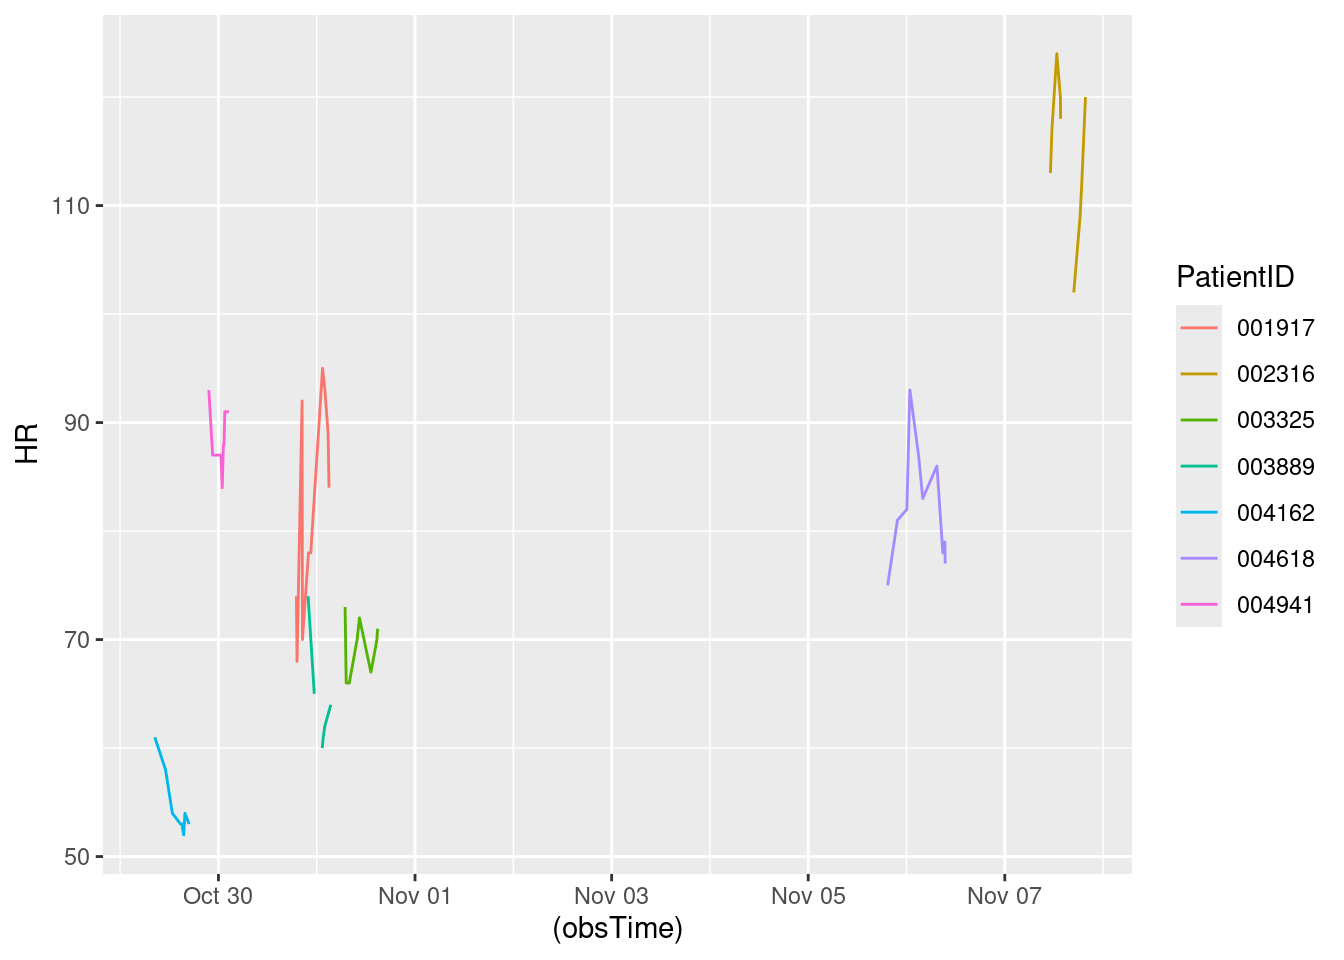 110
90
70
50
HR
Oct 30
Nov 01
Nov 03
Nov 05
Nov 07
(obsTime)
PatientID
001917
002316
003325
003889
004162
004618
004941